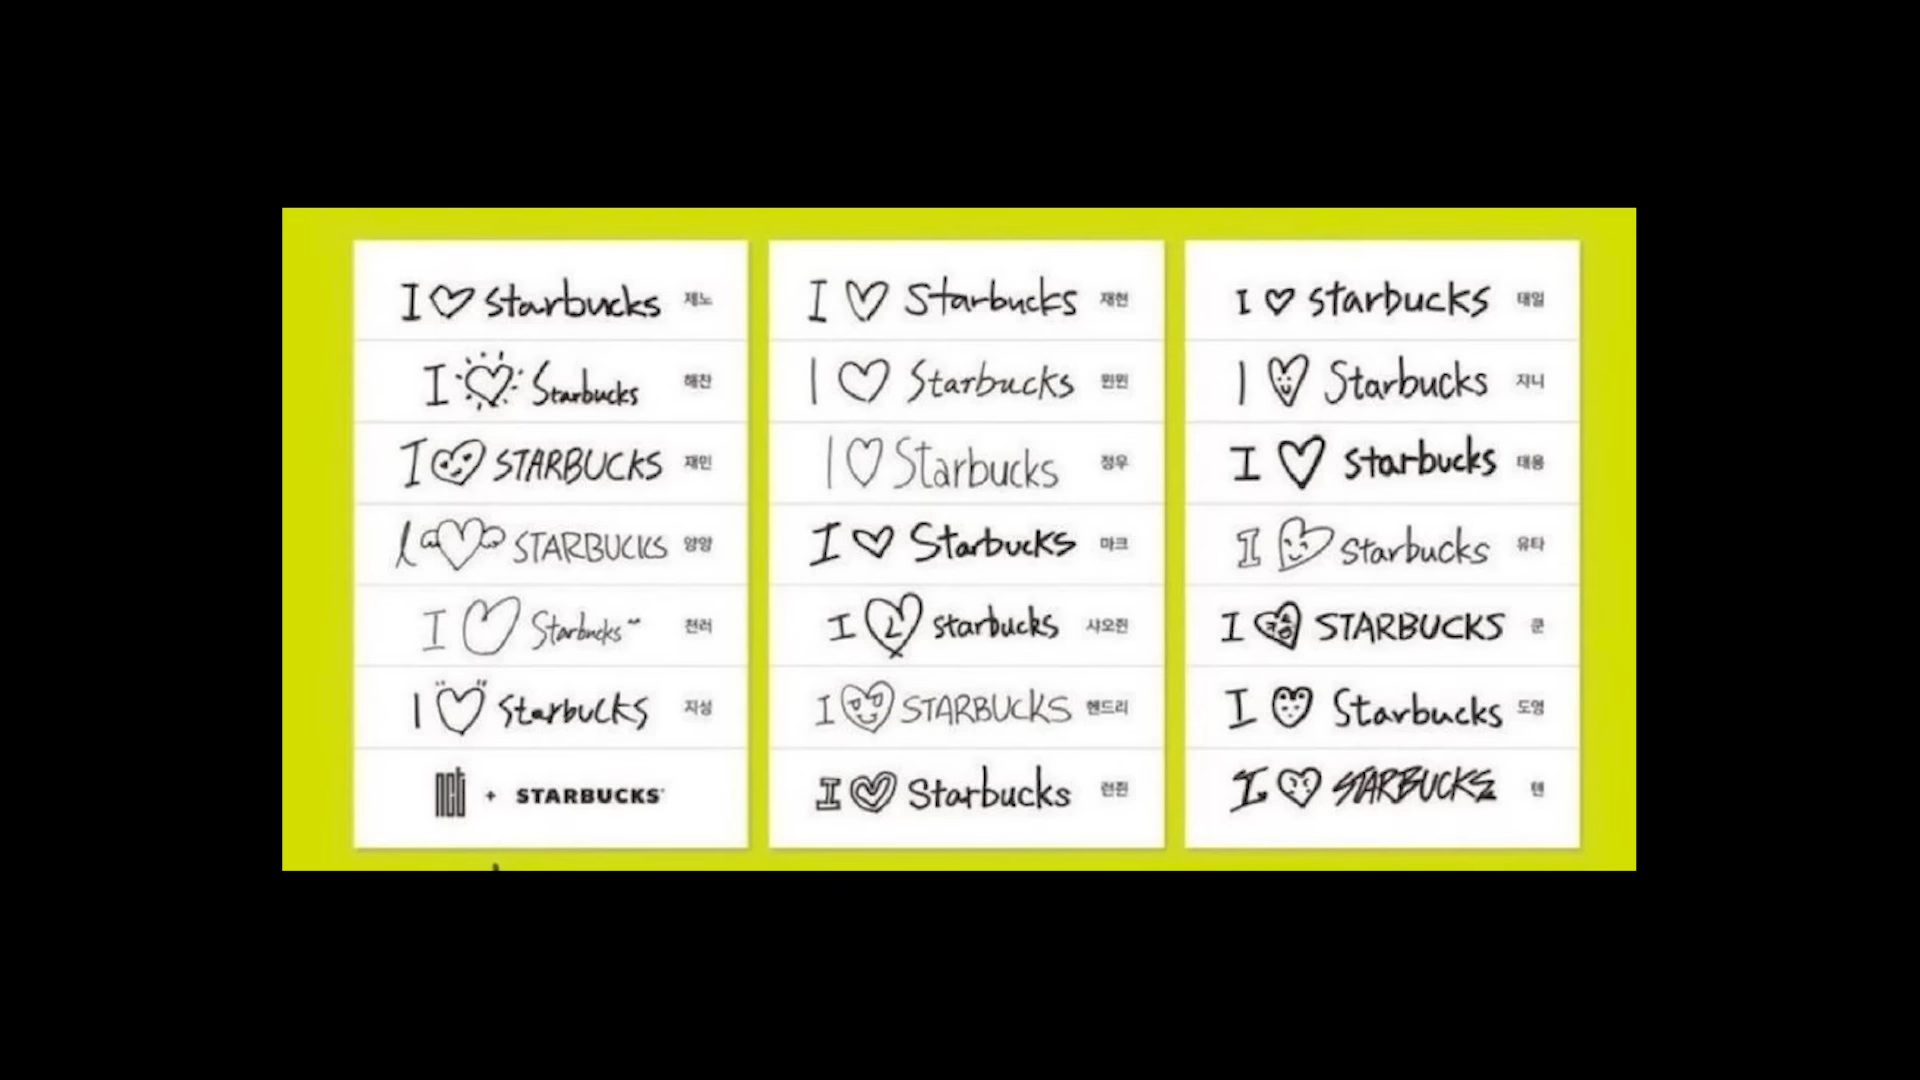 I ♡ Starbucks 제노
I ♡ Starbucks 해찬
I ♡ STARBUCKS 재민
I ♡ STARBUCKS 양양
I ♡ Starbucks ^^ 천러
I ♡ Starbucks 지성
nct + STARBUCKS
I ♡ Starbucks 재현
I ♡ Starbucks 윈윈
I ♡ Starbucks 정우
I ♡ Starbucks 마크
I ♡ starbucks 샤오쥔
I ♡ STARBUCKS 헨드리
I ♡ Starbucks 런쥔
I ♡ starbucks 태일
I ♡ Starbucks 쟈니
I ♡ starbucks 태용
I ♡ starbucks 유타
I ♡ STARBUCKS 쿤
I ♡ Starbucks 도영
I ♡ STARBUCKS 텐